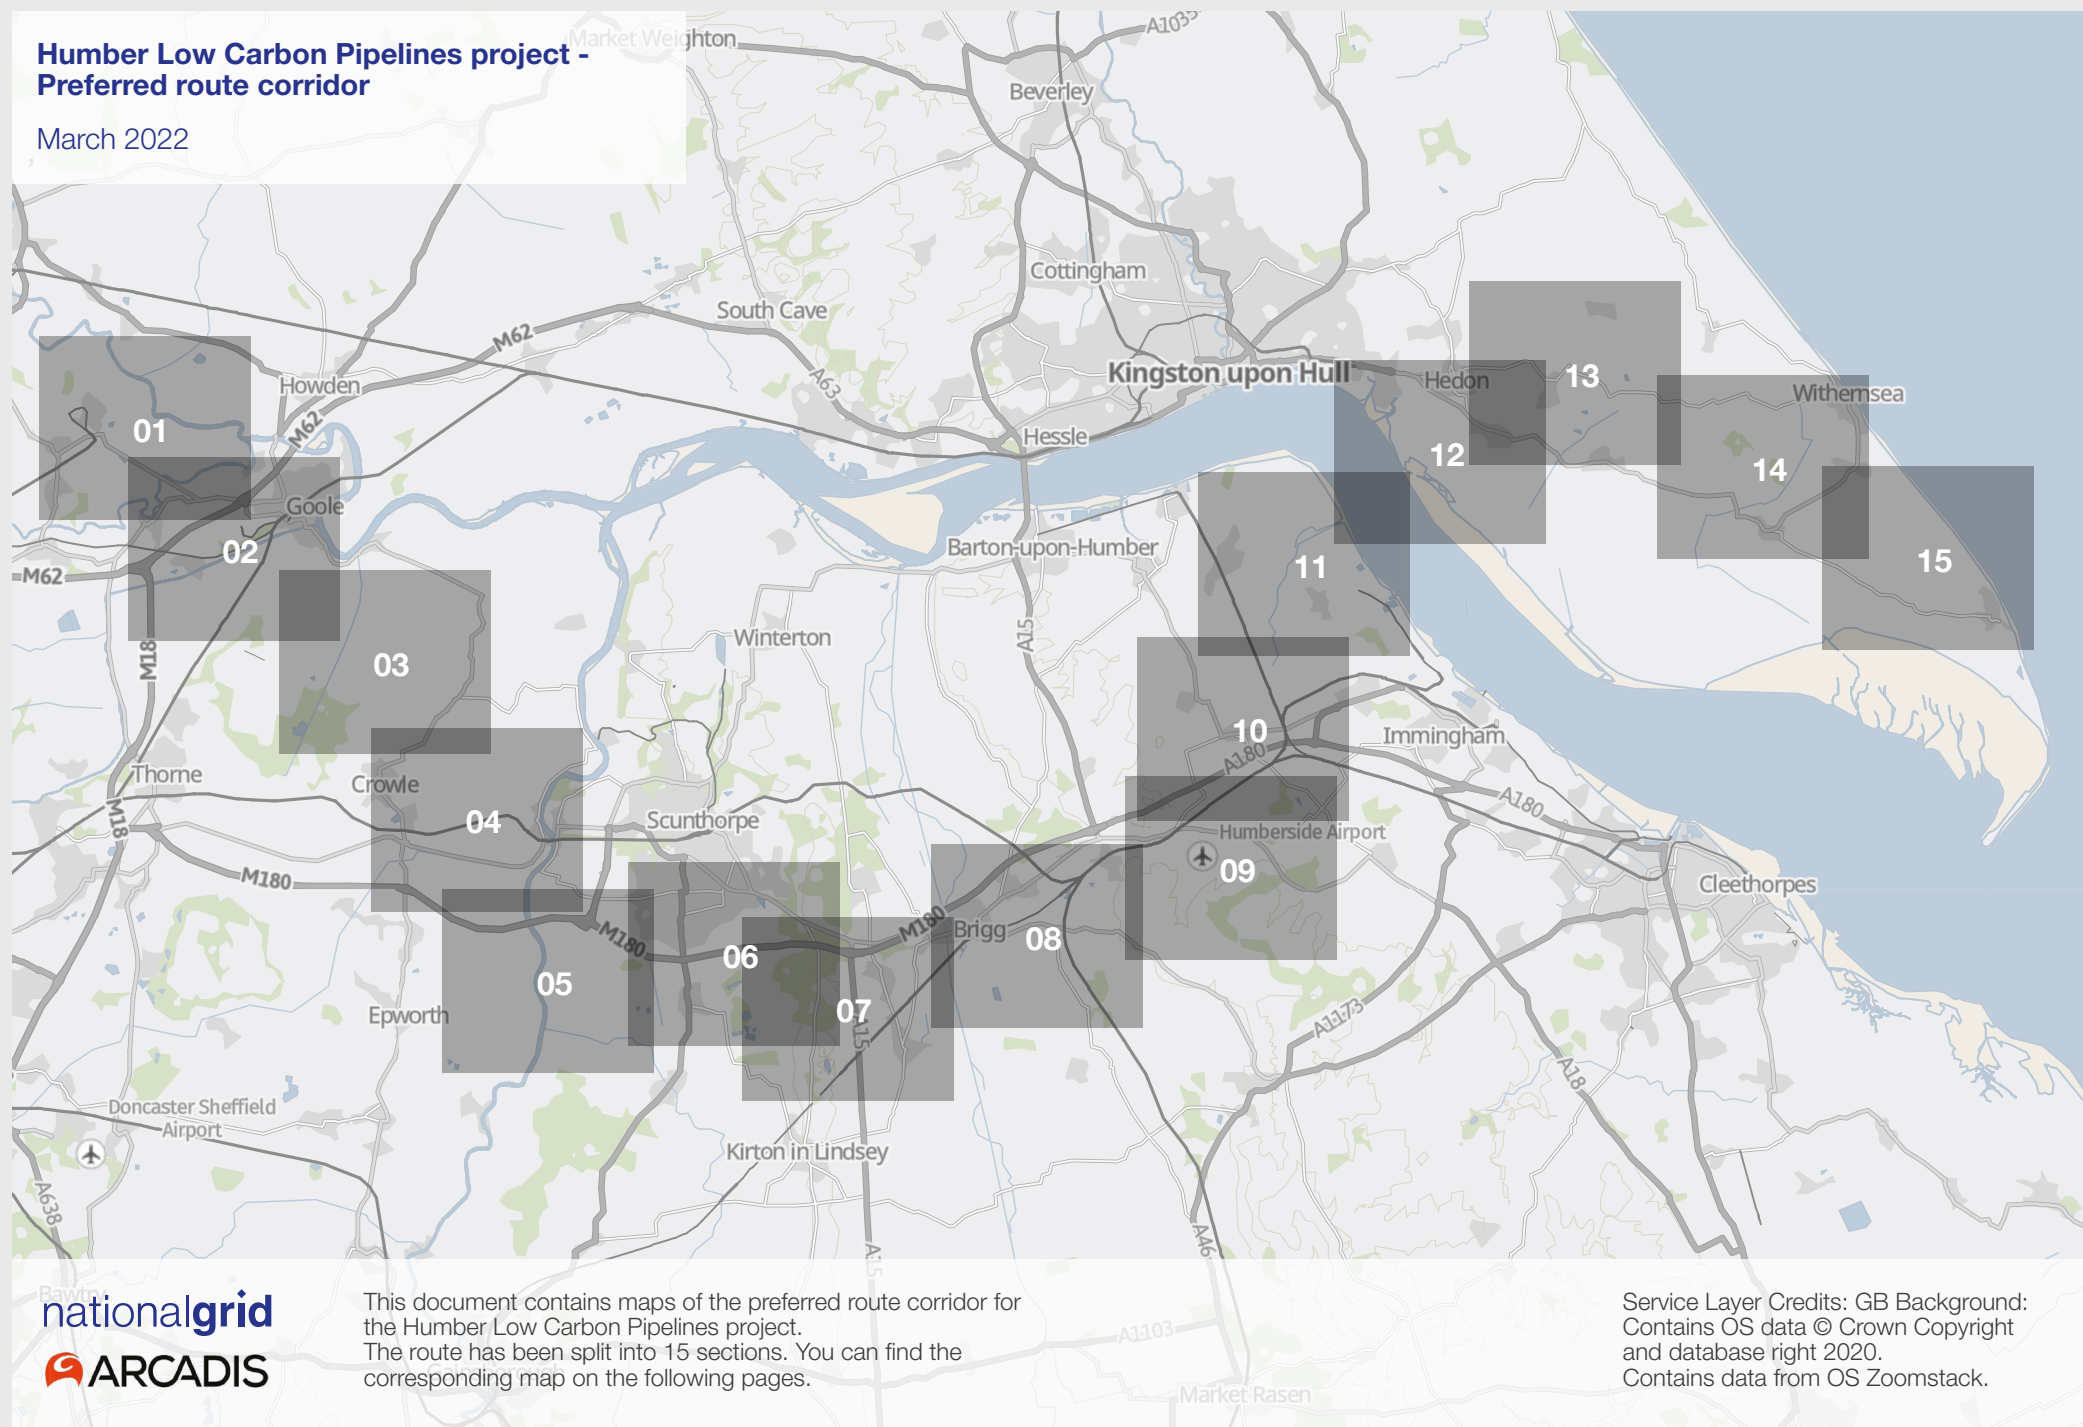 Humber Low Carbon Pipelines project -
Preferred route corridor
March 2022
Market Weighton
A1035
Beverley
Cottingham
South Cave
M62
A63
Kingston upon Hull
Howden
M62
Hessle
Hedon
13
Withernsea
01
12
14
Goole
02
M62
Barton-upon-Humber
11
15
M18
03
Winterton
A15
10
A180
Immingham
Thorne
Crowle
M18
04
Scunthorpe
A180
Humberside Airport
09
M180
Cleethorpes
M180
M180
Brigg
08
06
05
07
A15
Epworth
A1173
A18
Doncaster Sheffield
Airport
Kirton in Lindsey
A638
A46
A15
Bawtry
A1103
Gainsborough
Market Rasen
nationalgrid
ARCADIS
This document contains maps of the preferred route corridor for
the Humber Low Carbon Pipelines project.
The route has been split into 15 sections. You can find the
corresponding map on the following pages.
Service Layer Credits: GB Background:
Contains OS data © Crown Copyright
and database right 2020.
Contains data from OS Zoomstack.